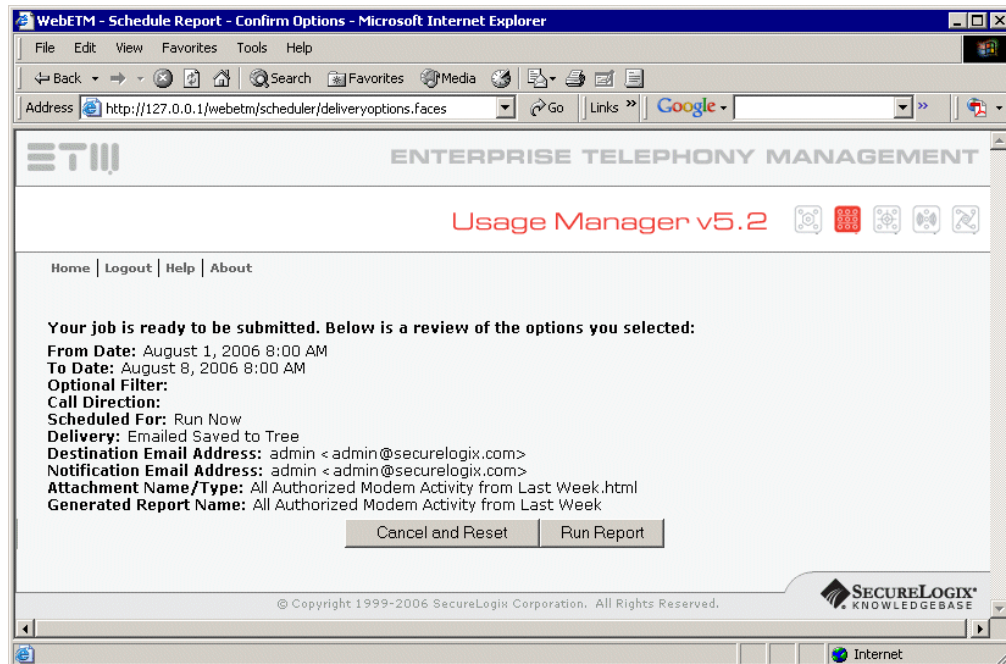 WebETM - Schedule Report - Confirm Options - Microsoft Internet Explorer
File Edit View Favorites Tools Help
Back Search Favorites Media
Address http://127.0.0.1/webetm/scheduler/deliveryoptions.faces Go Links » Google »
ETM ENTERPRISE TELEPHONY MANAGEMENT
Usage Manager v5.2
Home | Logout | Help | About
Your job is ready to be submitted. Below is a review of the options you selected:
From Date: August 1, 2006 8:00 AM
To Date: August 8, 2006 8:00 AM
Optional Filter:
Call Direction:
Scheduled For: Run Now
Delivery: Emailed Saved to Tree
Destination Email Address: admin <admin@securelogix.com>
Notification Email Address: admin <admin@securelogix.com>
Attachment Name/Type: All Authorized Modem Activity from Last Week.html
Generated Report Name: All Authorized Modem Activity from Last Week
Cancel and Reset Run Report
© Copyright 1999-2006 SecureLogix Corporation. All Rights Reserved.
SECURELOGIX
KNOWLEDGEBASE
Internet